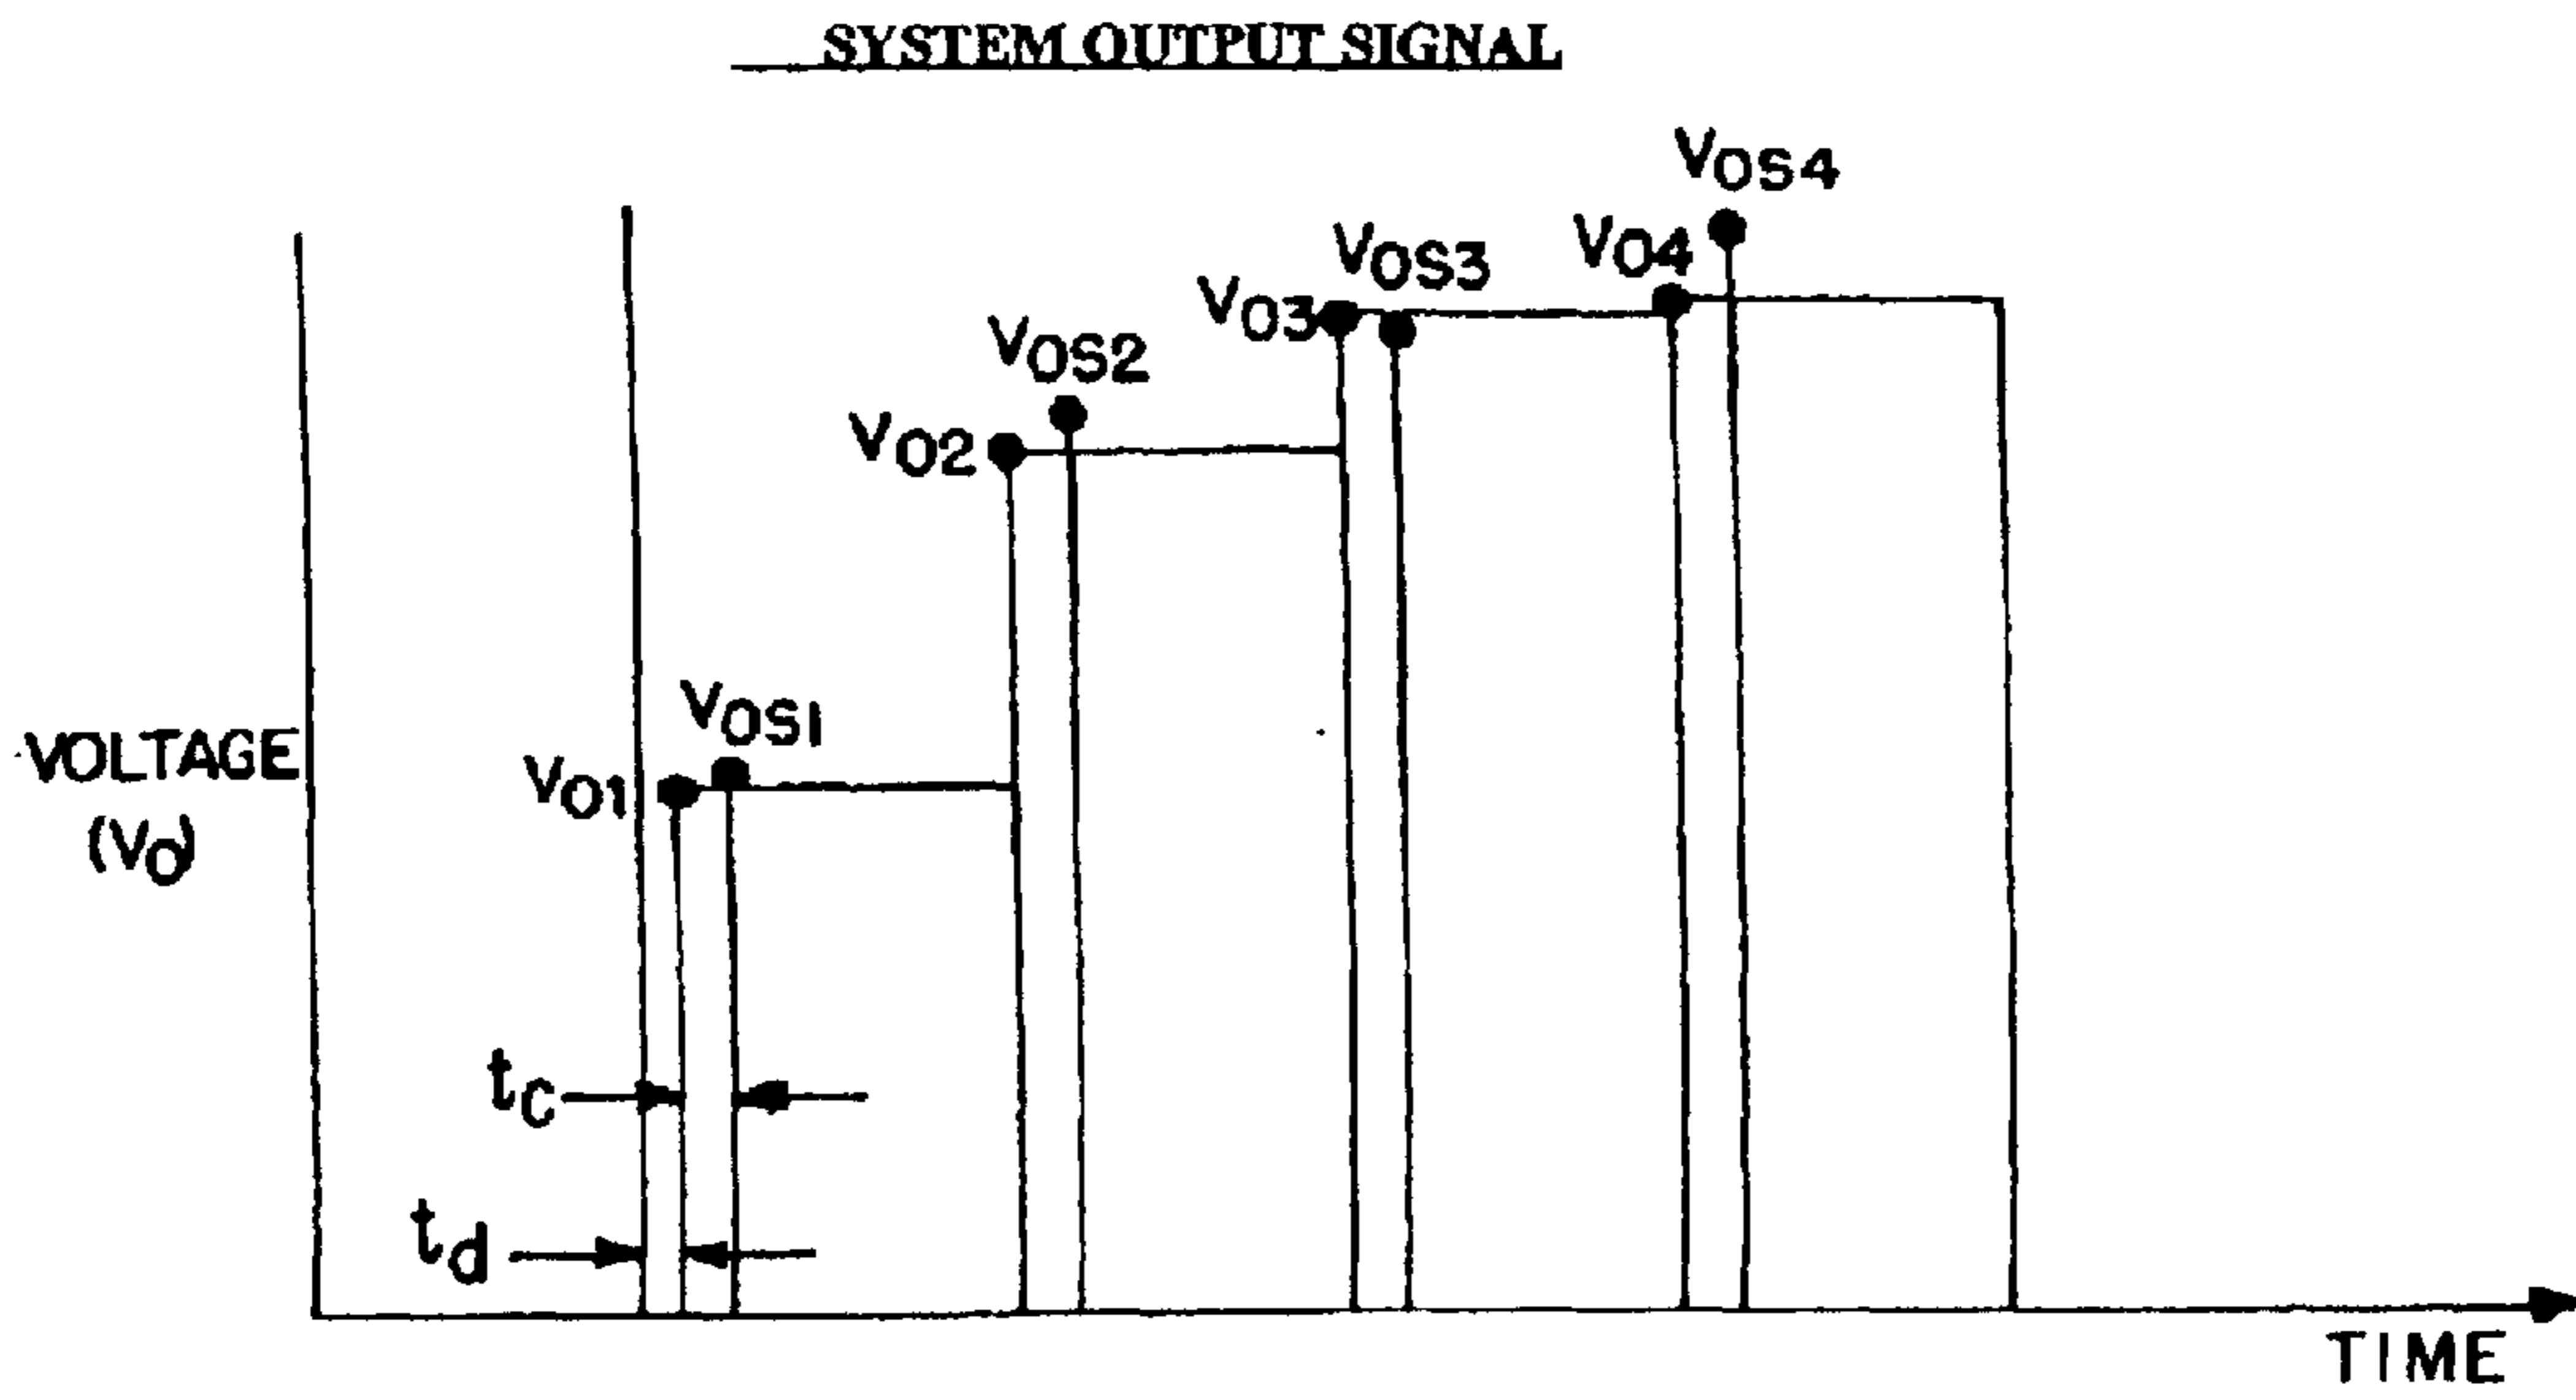 SYSTEM OUTPUT SIGNAL
VOS4
VOS3
VO4
VO3
VOS2
VO2
VOS1
VO1
VOLTAGE
(VO)
tc
td
TIME